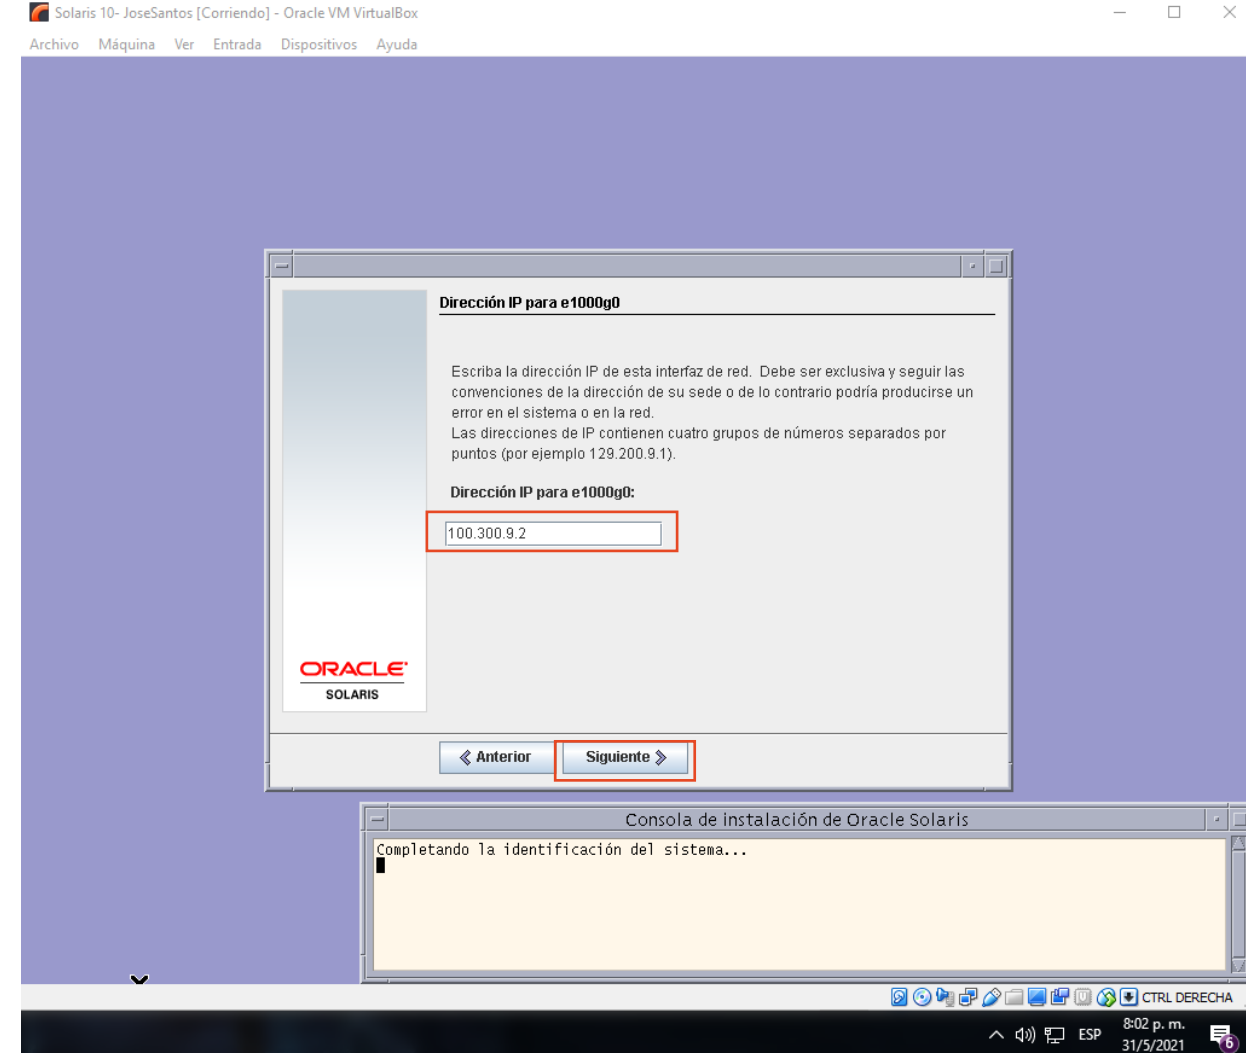 Solaris 10- JoseSantos [Corriendo] - Oracle VM VirtualBox
Archivo Máquina Ver Entrada Dispositivos Ayuda
Dirección IP para e1000g0
Escriba la dirección IP de esta interfaz de red. Debe ser exclusiva y seguir las
convenciones de la dirección de su sede o de lo contrario podría producirse un
error en el sistema o en la red.
Las direcciones de IP contienen cuatro grupos de números separados por
puntos (por ejemplo 129.200.9.1).
Dirección IP para e1000g0:
100.300.9.2
ORACLE
SOLARIS
Anterior Siguiente
Consola de instalación de Oracle Solaris
Completando la identificación del sistema...
CTRL DERECHA
ESP
8:02 p. m.
31/5/2021
6